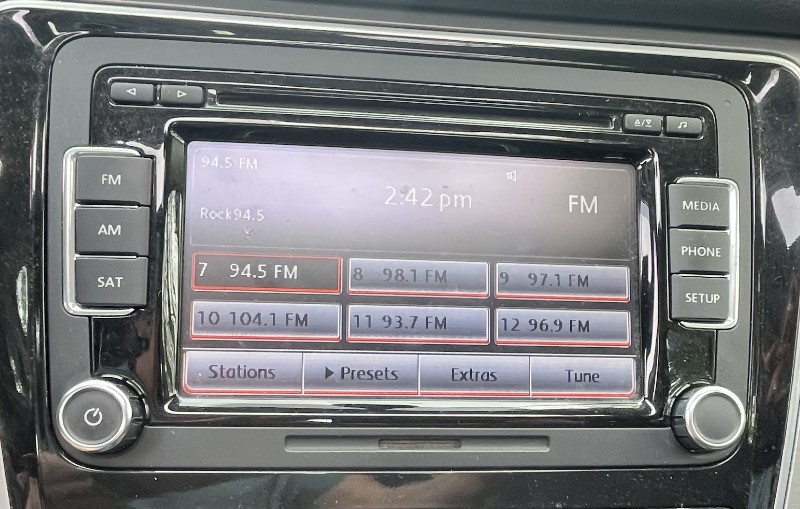 94.5 FM
2:42 pm
FM
Rock94.5
7 94.5 FM
8 98.1 FM
9 97.1 FM
10 104.1 FM
11 93.7 FM
12 96.9 FM
Stations
Presets
Extras
Tune
FM
AM
SAT
MEDIA
PHONE
SETUP